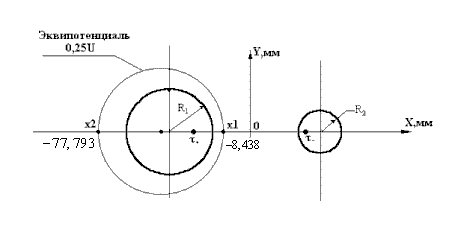 Эквипотенциаль
0,25U
Y,мм
R₁
R₂
x2
x1
0
X,мм
τ₊
τ₋
−77,793
−8,438